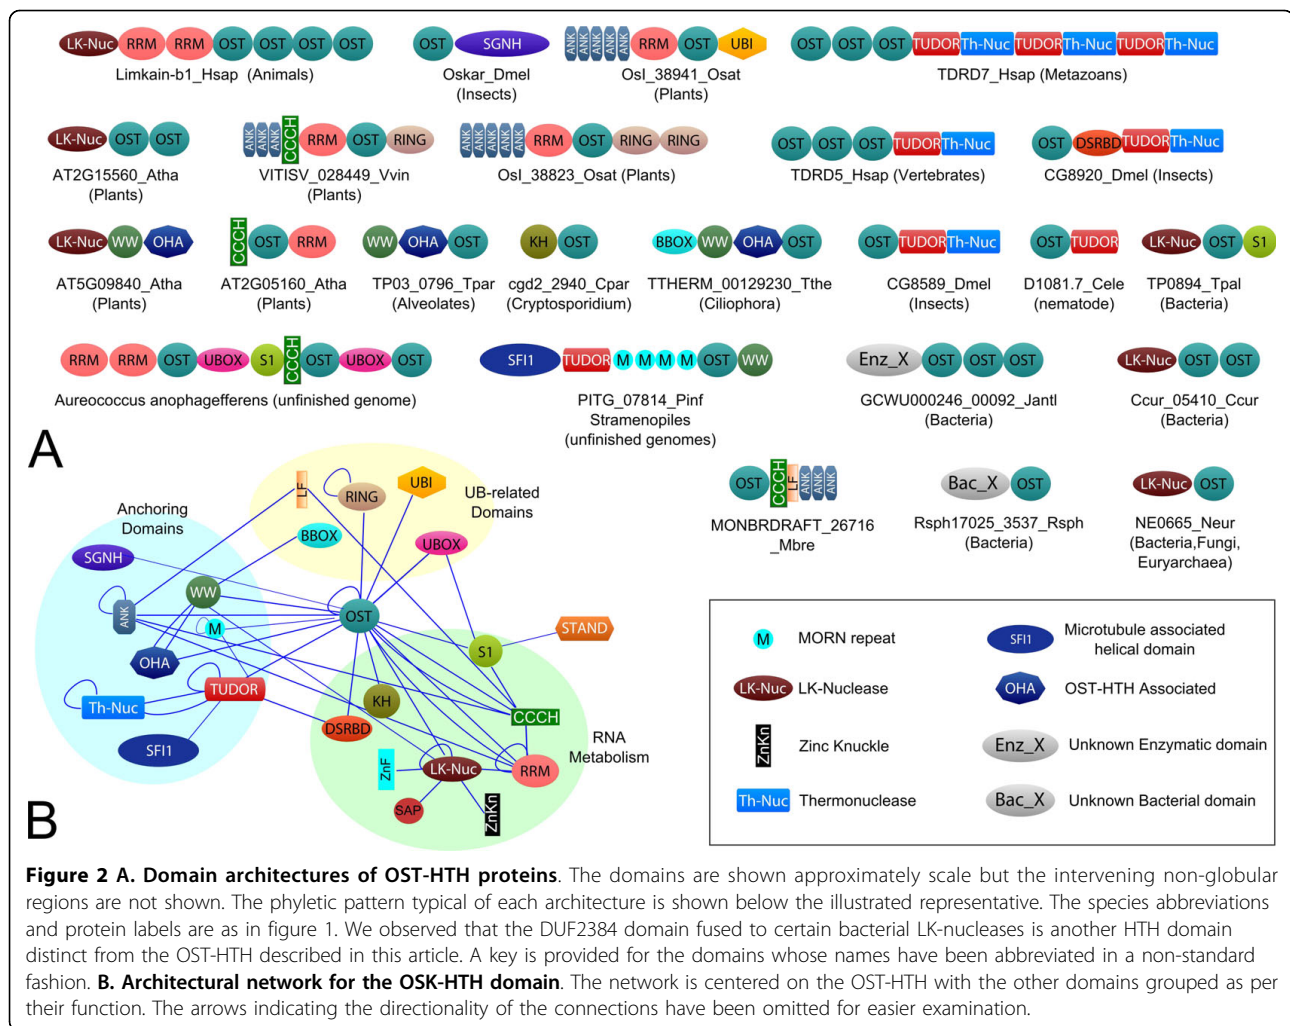 LK-Nuc RRM RRM OST OST OST OST
Limkain-b1_Hsap (Animals)
OST SGNH
Oskar_Dmel
(Insects)
ANK ANK ANK ANK ANK RRM OST UBI
OsI_38941_Osat
(Plants)
OST OST OST TUDOR Th-Nuc TUDOR Th-Nuc TUDOR Th-Nuc
TDRD7_Hsap (Metazoans)
LK-Nuc OST OST
AT2G15560_Atha
(Plants)
ANK ANK ANK CCCH RRM OST RING
VITISV_028449_Vvin
(Plants)
ANK ANK ANK ANK ANK RRM OST RING RING
OsI_38823_Osat (Plants)
OST OST OST TUDOR Th-Nuc
TDRD5_Hsap (Vertebrates)
OST DSRBD TUDOR Th-Nuc
CG8920_Dmel (Insects)
LK-Nuc WW OHA
AT5G09840_Atha
(Plants)
CCCH OST RRM
AT2G05160_Atha
(Plants)
WW OHA OST
TP03_0796_Tpar
(Alveolates)
KH OST
cgd2_2940_Cpar
(Cryptosporidium)
BBOX WW OHA OST
TTHERM_00129230_Tthe
(Ciliophora)
OST TUDOR Th-Nuc
CG8589_Dmel
(Insects)
OST TUDOR
D1081.7_Cele
(nematode)
LK-Nuc OST S1
TP0894_Tpal
(Bacteria)
RRM RRM OST UBOX S1 CCCH OST UBOX OST
Aureococcus anophagefferens (unfinished genome)
SFI1 TUDOR M M M M OST WW
PITG_07814_Pinf
Stramenopiles
(unfinished genomes)
Enz_X OST OST OST
GCWU000246_00092_Jantl
(Bacteria)
LK-Nuc OST OST
Ccur_05410_Ccur
(Bacteria)
A
OST CCCH LF ANK ANK ANK
MONBRDRAFT_26716
_Mbre
Bac_X OST
Rsph17025_3537_Rsph
(Bacteria)
LK-Nuc OST
NE0665_Neur
(Bacteria,Fungi,
Euryarchaea)
Anchoring
Domains
UB-related
Domains
RNA
Metabolism
LF
RING
UBI
BBOX
UBOX
SGNH
WW
ANK
M
OST
OHA
S1
STAND
TUDOR
Th-Nuc
KH
CCCH
DSRBD
SFI1
ZnF
LK-Nuc
RRM
SAP
ZnKn
B
M MORN repeat
SFI1 Microtubule associated
helical domain
LK-Nuc LK-Nuclease
OHA OST-HTH Associated
ZnKn Zinc Knuckle
Enz_X Unknown Enzymatic domain
Th-Nuc Thermonuclease
Bac_X Unknown Bacterial domain
Figure 2 A. Domain architectures of OST-HTH proteins. The domains are shown approximately scale but the intervening non-globular
regions are not shown. The phyletic pattern typical of each architecture is shown below the illustrated representative. The species abbreviations
and protein labels are as in figure 1. We observed that the DUF2384 domain fused to certain bacterial LK-nucleases is another HTH domain
distinct from the OST-HTH described in this article. A key is provided for the domains whose names have been abbreviated in a non-standard
fashion. B. Architectural network for the OSK-HTH domain. The network is centered on the OST-HTH with the other domains grouped as per
their function. The arrows indicating the directionality of the connections have been omitted for easier examination.